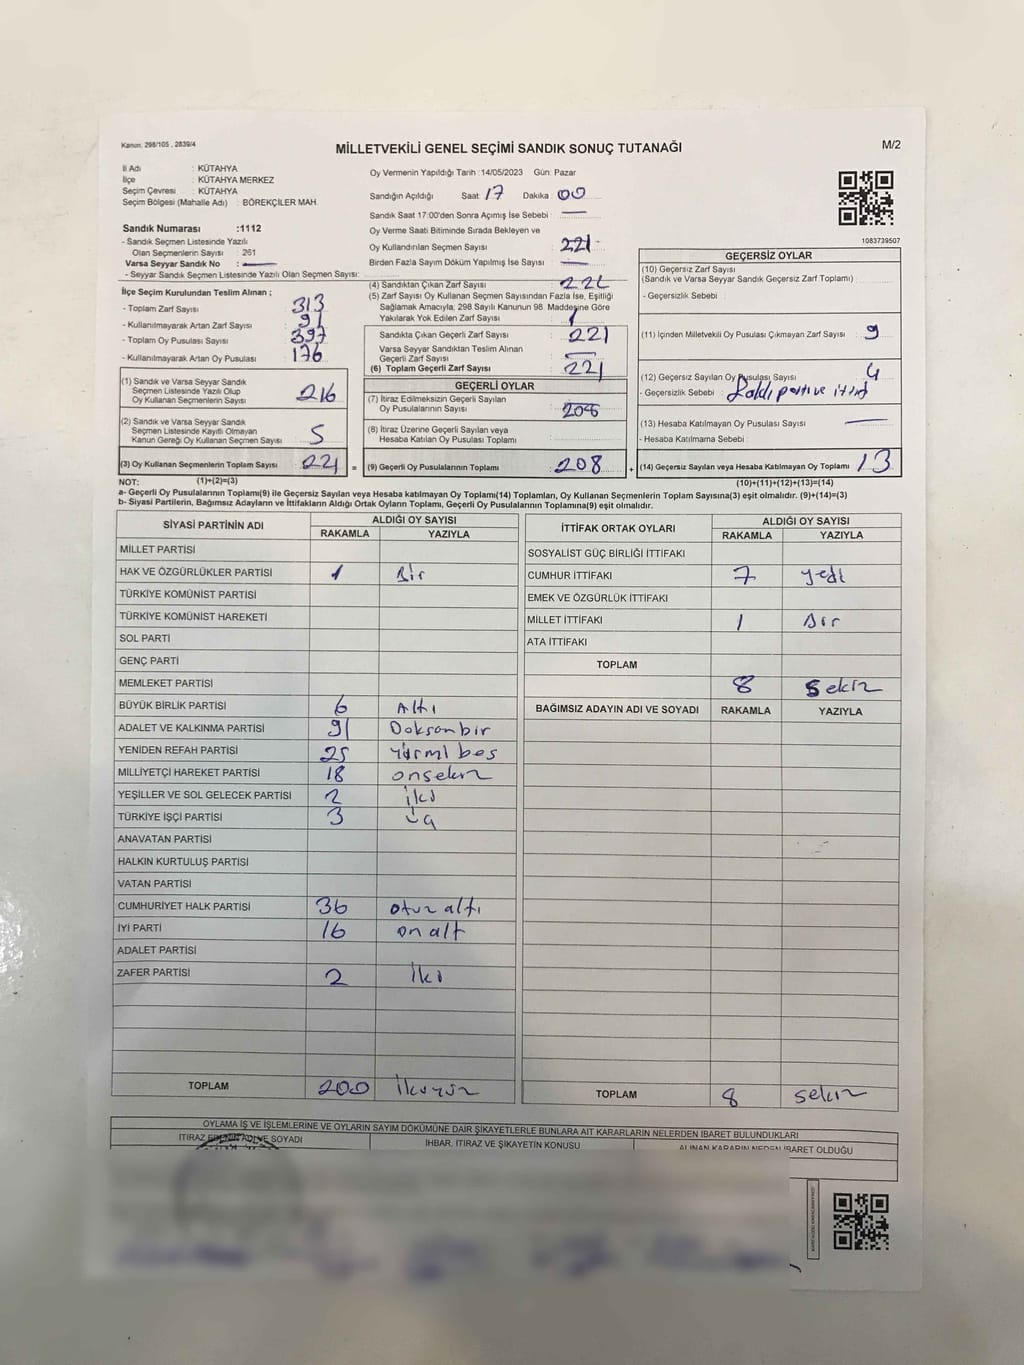 Kanun, 298/105 , 2839/4
MİLLETVEKİLİ GENEL SEÇİMİ SANDIK SONUÇ TUTANAĞI
M/2
İl Adı : KÜTAHYA
İlçe : KÜTAHYA MERKEZ
Seçim Çevresi : KÜTAHYA
Seçim Bölgesi (Mahalle Adı) : BÖREKÇİLER MAH.
Oy Vermenin Yapıldığı Tarih :14/05/2023 Gün: Pazar
Sandığın Açıldığı Saat: 17 Dakika: 00
Sandık Saat 17:00'den Sonra Açımış İse Sebebi : —
Oy Verme Saati Bitiminde Sırada Bekleyen ve
Oy Kullandırılan Seçmen Sayısı : 221
Birden Fazla Sayım Döküm Yapılmış İse Sayısı : —
1083739507
Sandık Numarası :1112
- Sandık Seçmen Listesinde Yazılı
Olan Seçmenlerin Sayısı : 261
Varsa Seyyar Sandık No : —
- Seyyar Sandık Seçmen Listesinde Yazılı Olan Seçmen Sayısı:
İlçe Seçim Kurulundan Teslim Alınan ;
- Toplam Zarf Sayısı : 313
- Kullanılmayarak Artan Zarf Sayısı : 91
- Toplam Oy Pusulası Sayısı : 397
- Kullanılmayarak Artan Oy Pusulası : 176
(1) Sandık ve Varsa Seyyar Sandık
Seçmen Listesinde Yazılı Olup
Oy Kullanan Seçmenlerin Sayısı : 216
(2) Sandık ve Varsa Seyyar Sandık
Seçmen Listesinde Kayıtlı Olmayan
Kanun Gereği Oy Kullanan Seçmen Sayısı : 5
(3) Oy Kullanan Seçmenlerin Toplam Sayısı : 221
(1)+(2)=(3)
(4) Sandıktan Çıkan Zarf Sayısı : 222
(5) Zarf Sayısı Oy Kullanan Seçmen Sayısından Fazla İse, Eşitliği
Sağlamak Amacıyla, 298 Sayılı Kanunun 98. Maddesine Göre
Yakılarak Yok Edilen Zarf Sayısı : 1
Sandıkta Çıkan Geçerli Zarf Sayısı : 221
Varsa Seyyar Sandıktan Teslim Alınan
Geçerli Zarf Sayısı : —
(6) Toplam Geçerli Zarf Sayısı : 221
GEÇERLİ OYLAR
(7) İtiraz Edilmeksizin Geçerli Sayılan
Oy Pusulalarının Sayısı : 208
(8) İtiraz Üzerine Geçerli Sayılan veya
Hesaba Katılan Oy Pusulası Toplamı :
= (9) Geçerli Oy Pusulalarının Toplamı : 208
GEÇERSİZ OYLAR
(10) Geçersiz Zarf Sayısı
(Sandık ve Varsa Seyyar Sandık Geçersiz Zarf Toplamı) :
- Geçersizlik Sebebi :
(11) İçinden Milletvekili Oy Pusulası Çıkmayan Zarf Sayısı : 9
(12) Geçersiz Sayılan Oy Pusulası Sayısı : 4
- Geçersizlik Sebebi :
(13) Hesaba Katılmayan Oy Pusulası Sayısı : —
- Hesaba Katılmama Sebebi :
+ (14) Geçersiz Sayılan veya Hesaba Katılmayan Oy Toplamı : 13
(10)+(11)+(12)+(13)=(14)
NOT:
a- Geçerli Oy Pusulalarının Toplamı(9) ile Geçersiz Sayılan veya Hesaba katılmayan Oy Toplamı(14) Toplamları, Oy Kullanan Seçmenlerin Toplam Sayısına(3) eşit olmalıdır. (9)+(14)=(3)
b- Siyasi Partilerin, Bağımsız Adayların ve İttifakların Aldığı Ortak Oyların Toplamı, Geçerli Oy Pusulalarının Toplamına(9) eşit olmalıdır.
SİYASİ PARTİNİN ADI
ALDIĞI OY SAYISI
RAKAMLA YAZIYLA
MİLLET PARTİSİ
HAK VE ÖZGÜRLÜKLER PARTİSİ 1 Bir
TÜRKİYE KOMÜNİST PARTİSİ
TÜRKİYE KOMÜNİST HAREKETİ
SOL PARTİ
GENÇ PARTİ
MEMLEKET PARTİSİ
BÜYÜK BİRLİK PARTİSİ 6 Altı
ADALET VE KALKINMA PARTİSİ 91 Doksanbir
YENİDEN REFAH PARTİSİ 25 Yirmi beş
MİLLİYETÇİ HAREKET PARTİSİ 18 onsekiz
YEŞİLLER VE SOL GELECEK PARTİSİ 2 iki
TÜRKİYE İŞÇİ PARTİSİ 3 üç
ANAVATAN PARTİSİ
HALKIN KURTULUŞ PARTİSİ
VATAN PARTİSİ
CUMHURİYET HALK PARTİSİ 36 otuz altı
İYİ PARTİ 16 on altı
ADALET PARTİSİ
ZAFER PARTİSİ 2 İki
TOPLAM 200 İkiyüz
İTTİFAK ORTAK OYLARI
ALDIĞI OY SAYISI
RAKAMLA YAZIYLA
SOSYALİST GÜÇ BİRLİĞİ İTTİFAKI
CUMHUR İTTİFAKI 7 yedi
EMEK VE ÖZGÜRLÜK İTTİFAKI
MİLLET İTTİFAKI 1 Bir
ATA İTTİFAKI
TOPLAM
8 Sekiz
BAĞIMSIZ ADAYIN ADI VE SOYADI RAKAMLA YAZIYLA
TOPLAM 8 sekiz
OYLAMA İŞ VE İŞLEMLERİNE VE OYLARIN SAYIM DÖKÜMÜNE DAİR ŞİKAYETLERLE BUNLARA AİT KARARLARIN NELERDEN İBARET BULUNDUKLARI
İTİRAZ EDENİN ADI VE SOYADI
İHBAR, İTİRAZ VE ŞİKAYETİN KONUSU
ALINAN KARARIN NEDEN İBARET OLDUĞU